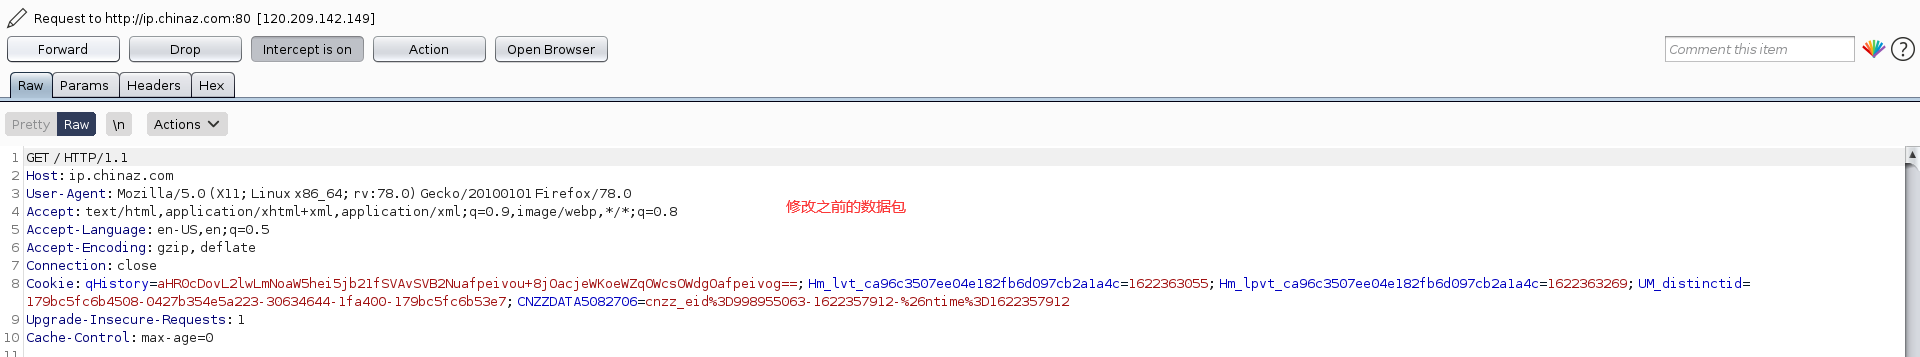 Request to http://ip.chinaz.com:80 [120.209.142.149]
Forward Drop Intercept is on Action Open Browser Comment this item ?
Raw Params Headers Hex
Pretty Raw \n Actions
1 GET / HTTP/1.1
2 Host: ip.chinaz.com
3 User-Agent: Mozilla/5.0 (X11; Linux x86_64; rv:78.0) Gecko/20100101 Firefox/78.0
修改之前的数据包
4 Accept: text/html,application/xhtml+xml,application/xml;q=0.9,image/webp,*/*;q=0.8
5 Accept-Language: en-US,en;q=0.5
6 Accept-Encoding: gzip, deflate
7 Connection: close
8 Cookie: qHistory=aHR0cDovL2lwLmNoaW5hei5jb21fSVAvSVB2Nuafpeivou+8jOacjeWKoeWZqOWcsOWdgOafpeivog==; Hm_lvt_ca96c3507ee04e182fb6d097cb2a1a4c=1622363055; Hm_lpvt_ca96c3507ee04e182fb6d097cb2a1a4c=1622363269; UM_distinctid=
179bc5fc6b4508-0427b354e5a223-30634644-1fa400-179bc5fc6b53e7; CNZZDATA5082706=cnzz_eid%3D998955063-1622357912-%26ntime%3D1622357912
9 Upgrade-Insecure-Requests: 1
10 Cache-Control: max-age=0
11